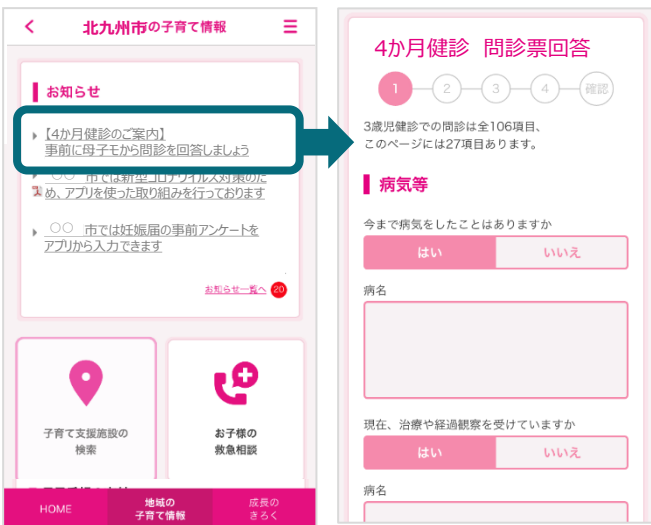 北九州市の子育て情報
お知らせ
【4か月健診のご案内】
事前に母子モから問診を回答しましょう
○○ 市では新型コロナウイルス対策のた
め、アプリを使った取り組みを行っております
○○ 市では妊娠届の事前アンケートを
アプリから入力できます
お知らせ一覧へ 20
子育て支援施設の
検索
お子様の
救急相談
HOME
地域の
子育て情報
成長の
きろく
4か月健診 問診票回答
1 2 3 4 確認
3歳児健診での問診は全106項目、
このページには27項目あります。
病気等
今まで病気をしたことはありますか
はい いいえ
病名
現在、治療や経過観察を受けていますか
はい いいえ
病名